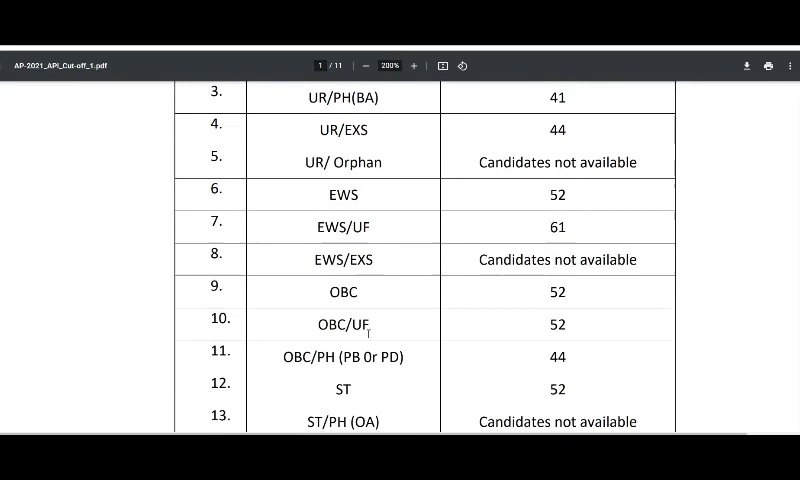 AP-2021_API_Cut-off_1.pdf 1 / 11 200%
3. UR/PH(BA) 41
4. UR/EXS 44
5. UR/ Orphan Candidates not available
6. EWS 52
7. EWS/UF 61
8. EWS/EXS Candidates not available
9. OBC 52
10. OBC/UF 52
11. OBC/PH (PB 0r PD) 44
12. ST 52
13. ST/PH (OA) Candidates not available